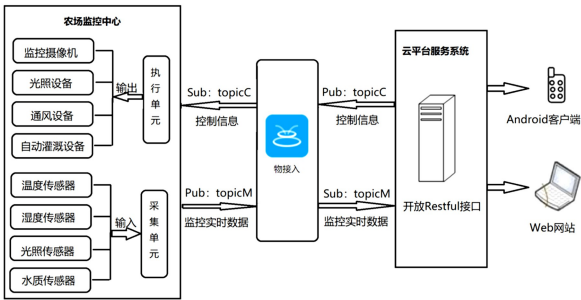 农场监控中心
监控摄像机
光照设备
通风设备
自动灌溉设备
输出
执行单元
温度传感器
湿度传感器
光照传感器
水质传感器
输入
采集单元
Sub：topicC
控制信息
Pub：topicM
监控实时数据
物接入
Pub：topicC
控制信息
Sub：topicM
监控实时数据
云平台服务系统
开放Restful接口
Android客户端
Web网站